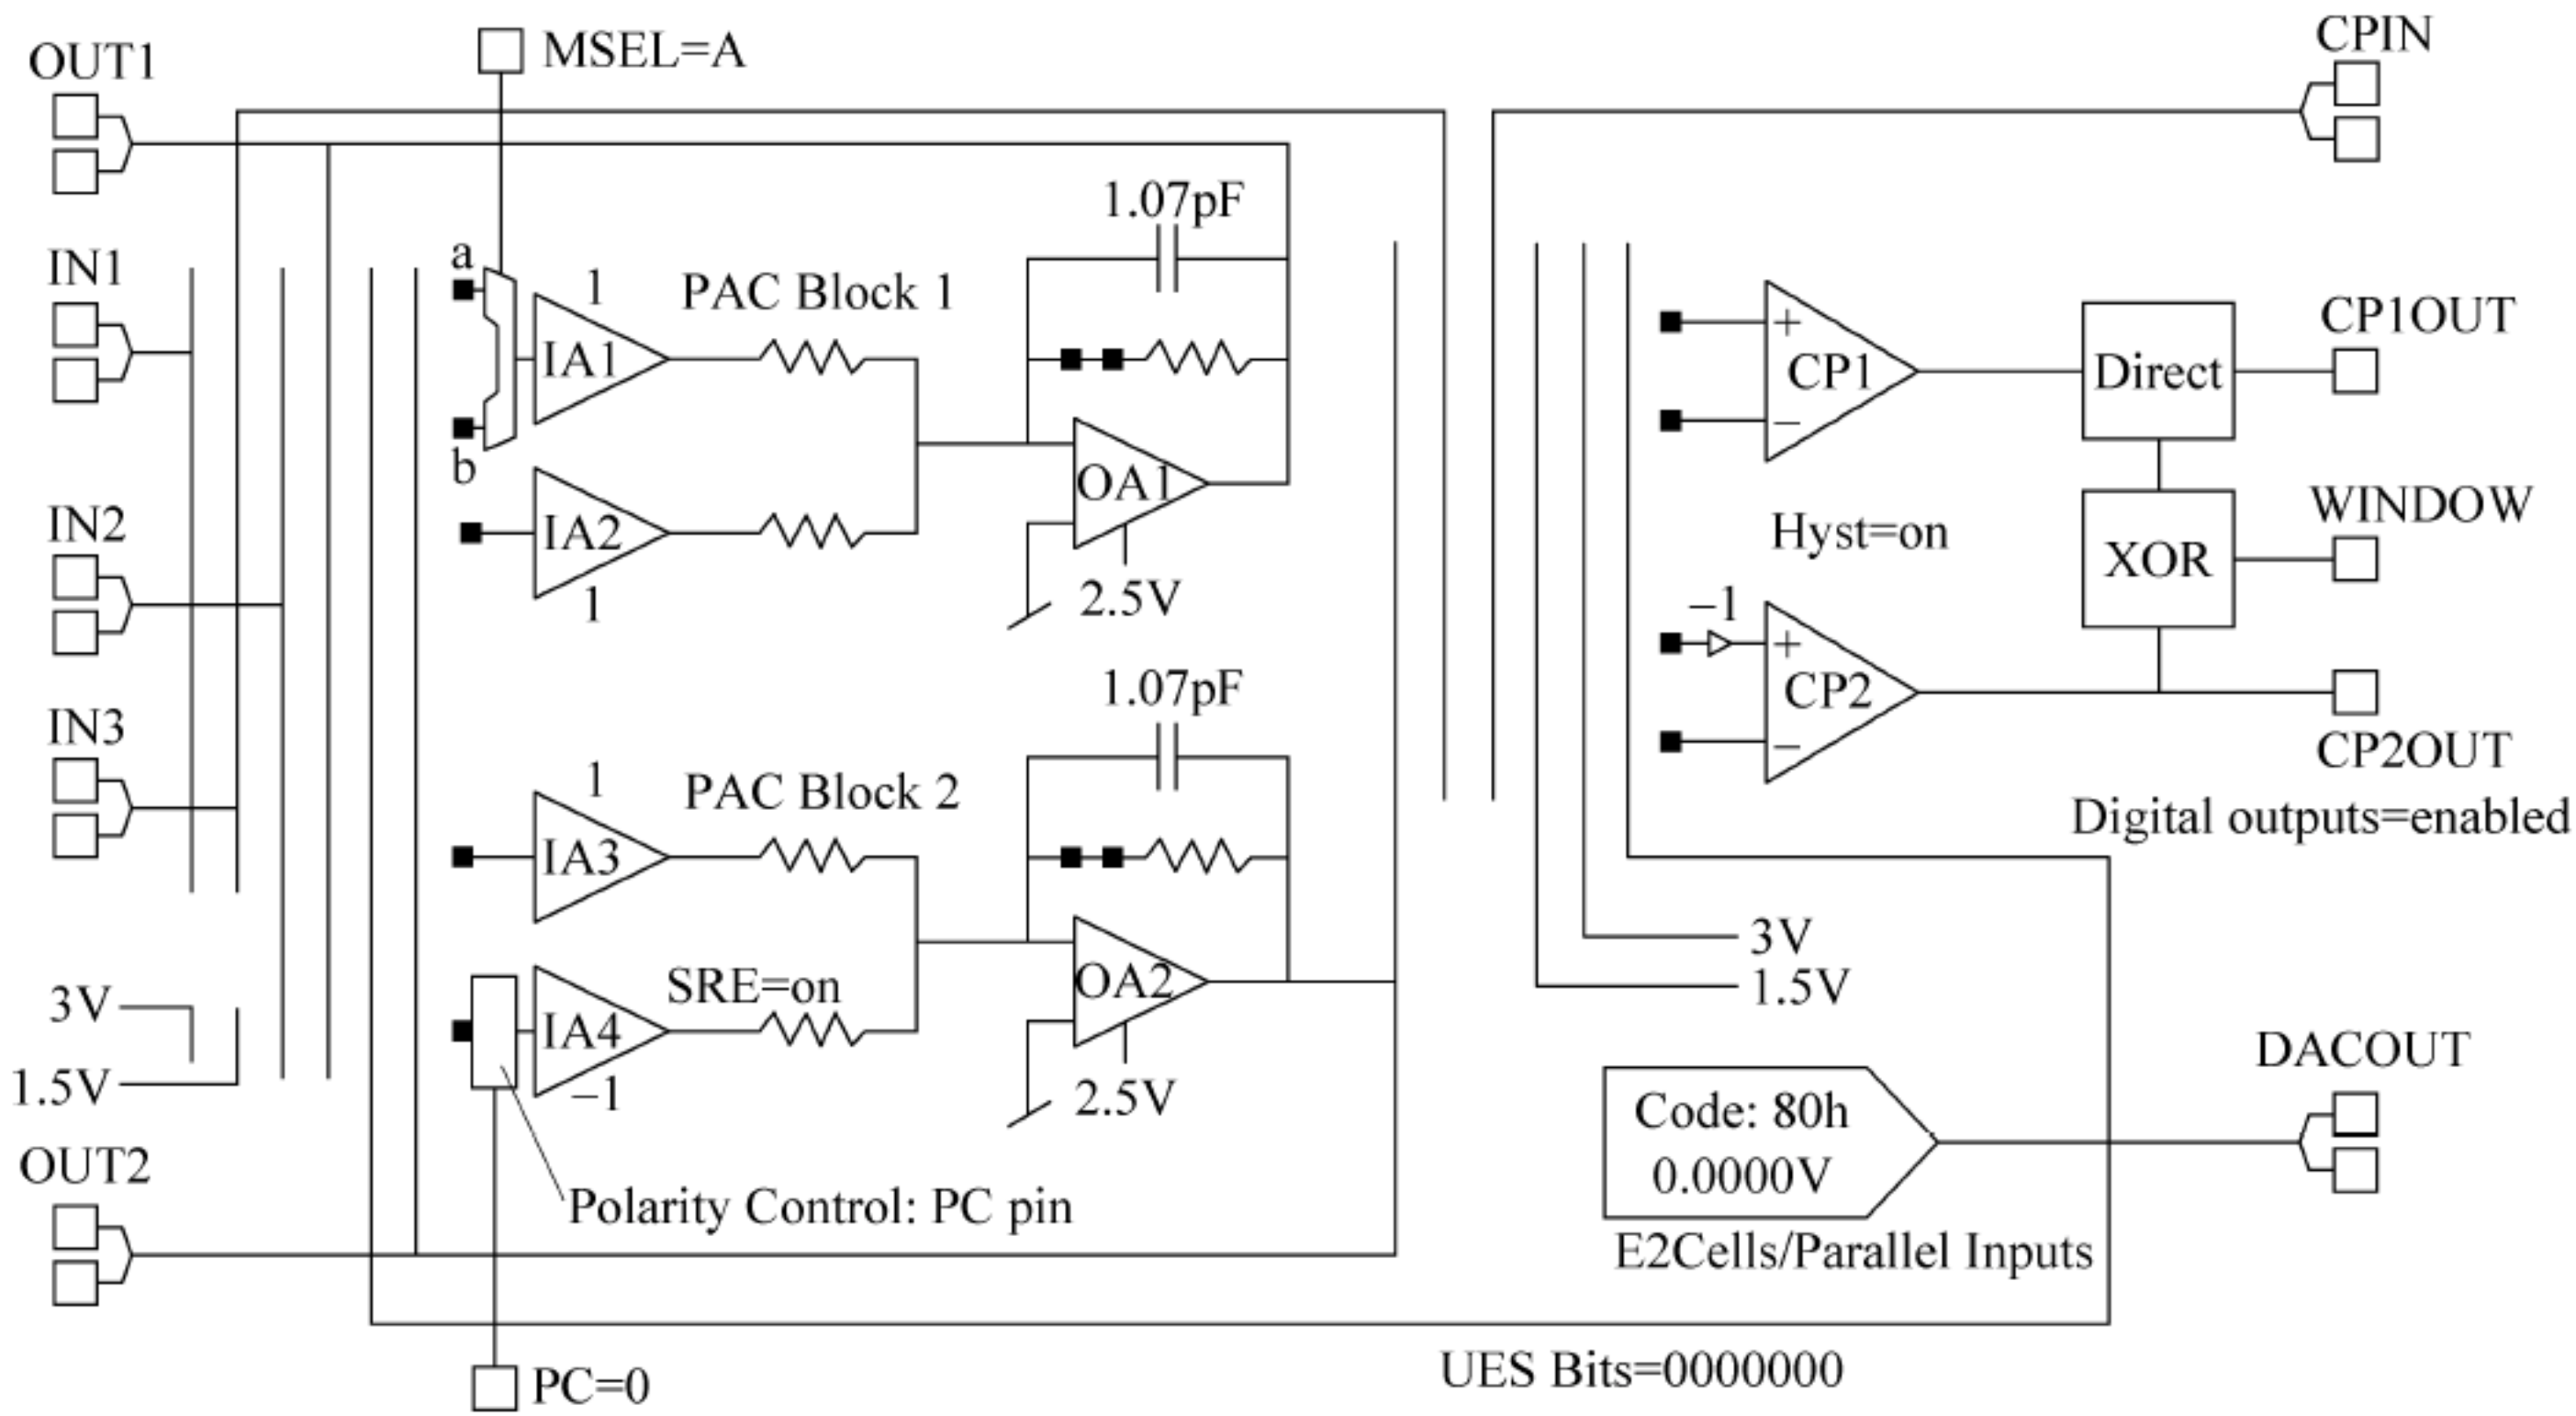 OUT1
MSEL=A
CPIN
1.07pF
IN1
a
1
PAC Block 1
IA1
b
CP1OUT
+
CP1
−
Direct
OA1
IN2
IA2
1
2.5V
Hyst=on
WINDOW
XOR
−1
+
CP2
−
CP2OUT
1.07pF
IN3
1
PAC Block 2
IA3
Digital outputs=enabled
3V
1.5V
3V
1.5V
SRE=on
IA4
−1
OA2
2.5V
DACOUT
Code: 80h
0.0000V
E2Cells/Parallel Inputs
OUT2
Polarity Control: PC pin
PC=0
UES Bits=0000000